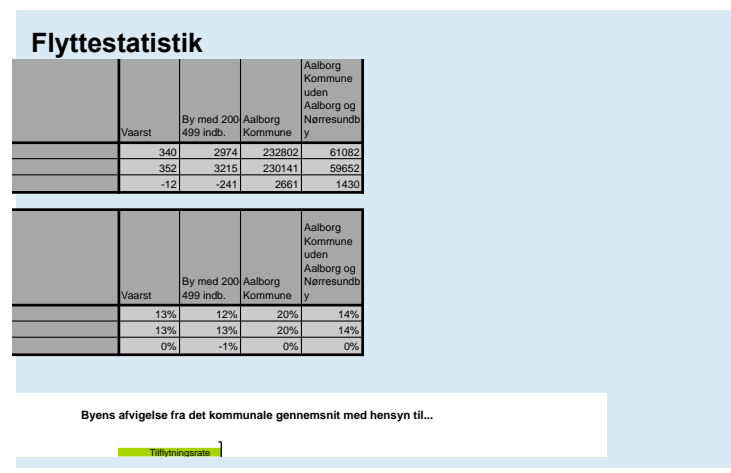 Flyttestatistik
Aalborg
Kommune
uden
Aalborg og
By med 200- Aalborg Nørresundb
Vaarst 499 indb. Kommune y
340 2974 232802 61082
352 3215 230141 59652
-12 -241 2661 1430
Aalborg
Kommune
uden
Aalborg og
By med 200- Aalborg Nørresundb
Vaarst 499 indb. Kommune y
13% 12% 20% 14%
13% 13% 20% 14%
0% -1% 0% 0%
Byens afvigelse fra det kommunale gennemsnit med hensyn til...
Tilflytningsrate